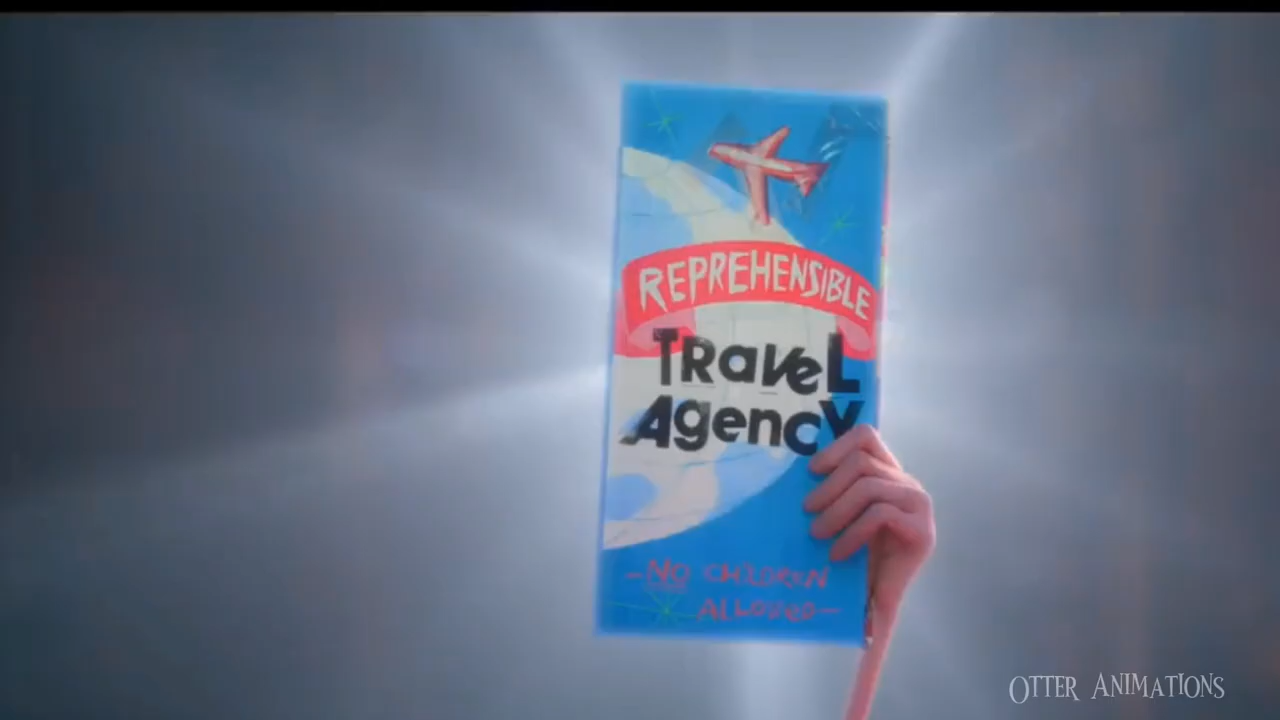 REPREHENSIBLE
TRaveL
AgencY
—NO CHILDREN
ALLOWED—
OTTER ANIMATIONS